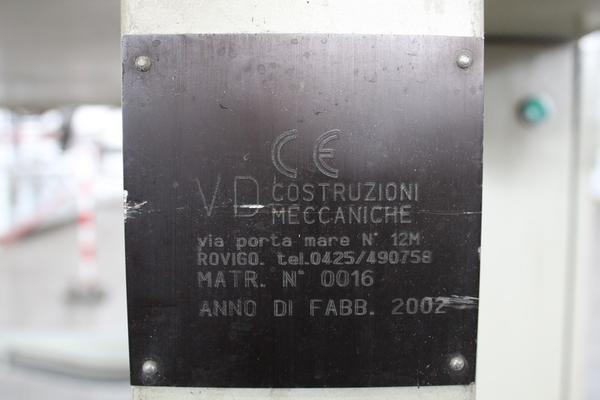 CE
VD COSTRUZIONI
MECCANICHE
via porta mare N° 12M
ROVIGO. tel.0425/490758
MATR. N° 0016
ANNO DI FABB. 2002